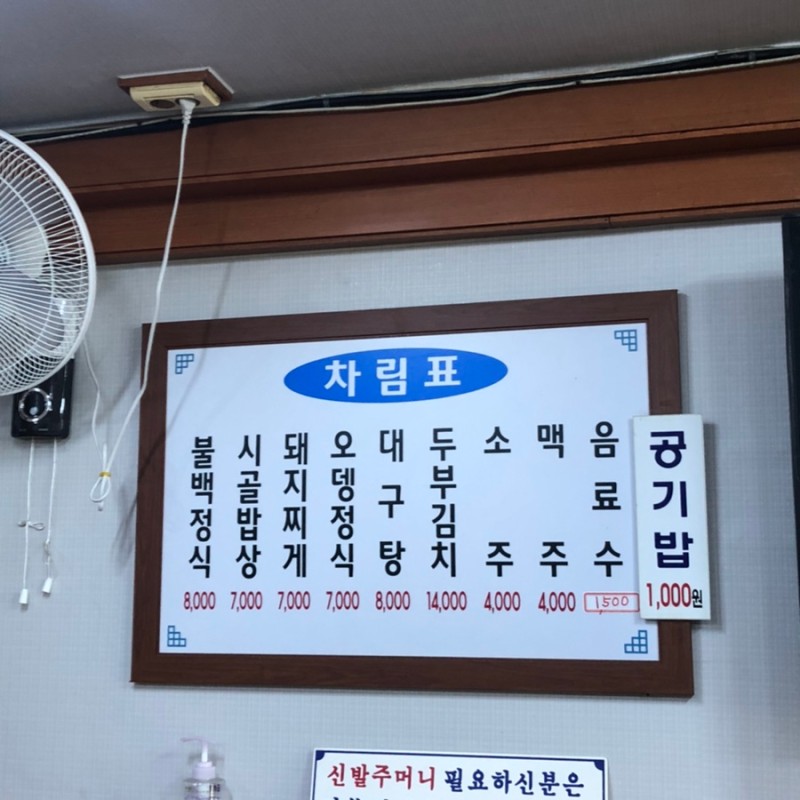 차림표
불백정식 8,000
시골밥상 7,000
돼지찌게 7,000
오뎅정식 7,000
대구탕 8,000
두부김치 14,000
소주 4,000
맥주 4,000
음료수 1500
공기밥 1,000원
신발주머니 필요하신분은